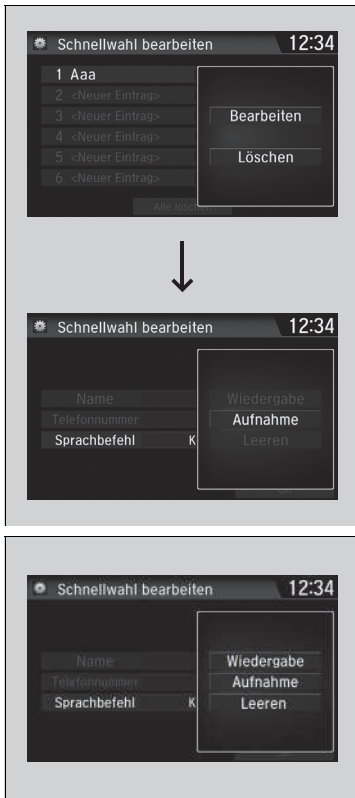 Schnellwahl bearbeiten 12:34
1 Aaa
2 <Neuer Eintrag>
3 <Neuer Eintrag>
4 <Neuer Eintrag>
5 <Neuer Eintrag>
6 <Neuer Eintrag>
Bearbeiten
Löschen
Alle löschen
Schnellwahl bearbeiten 12:34
Name
Telefonnummer
Sprachbefehl K
Wiedergabe
Aufnahme
Leeren
Schnellwahl bearbeiten 12:34
Name
Telefonnummer
Sprachbefehl K
Wiedergabe
Aufnahme
Leeren